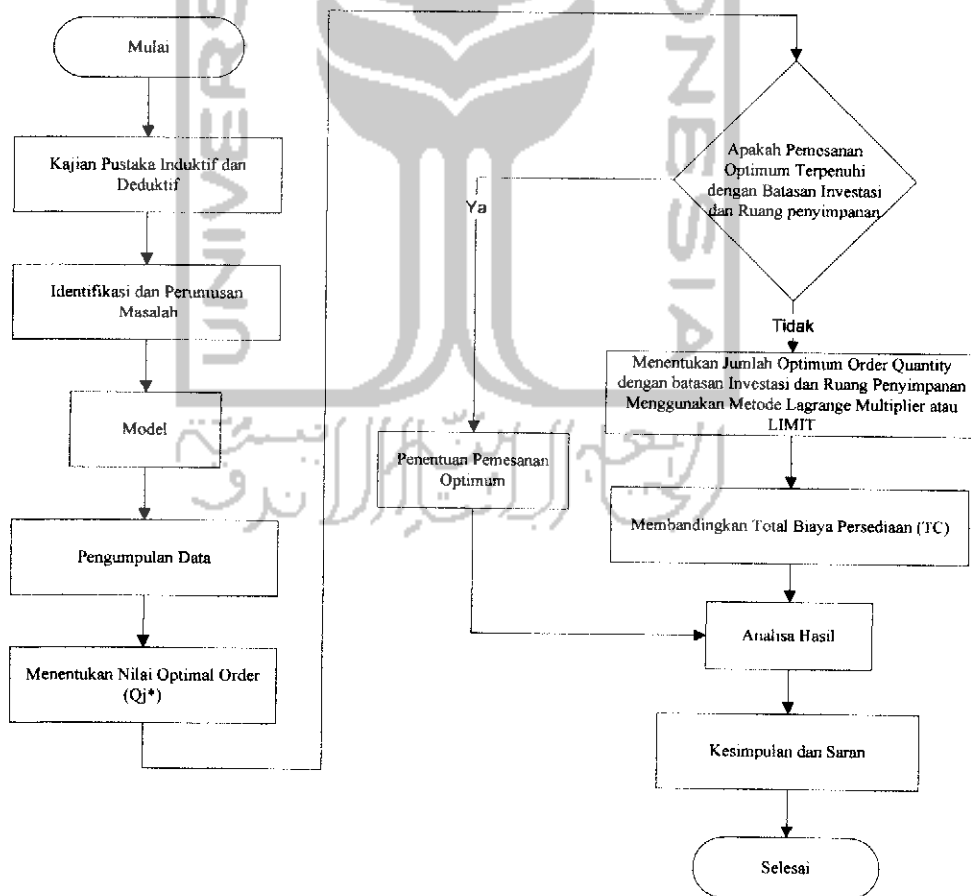 Mulai
Kajian Pustaka Induktif dan
Deduktif
Identifikasi dan Perumusan
Masalah
Model
Pengumpulan Data
Menentukan Nilai Optimal Order
(Qj*)
Apakah Pemesanan
Optimum Terpenuhi
dengan Batasan Investasi
dan Ruang penyimpanan
Ya
Tidak
Penentuan Pemesanan
Optimum
Menentukan Jumlah Optimum Order Quantity
dengan batasan Investasi dan Ruang Penyimpanan
Menggunakan Metode Lagrange Multiplier atau
LIMIT
Membandingkan Total Biaya Persediaan (TC)
Analisa Hasil
Kesimpulan dan Saran
Selesai